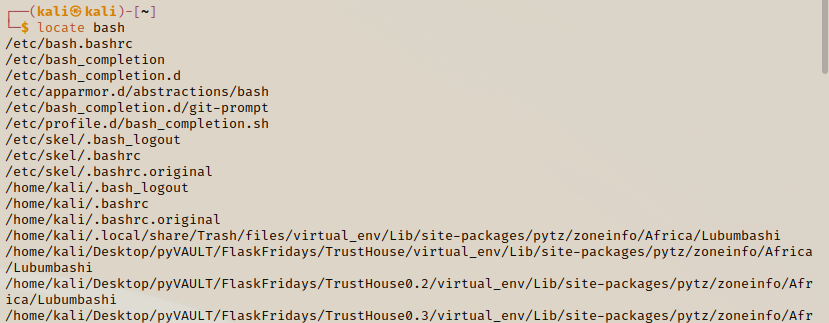 ┌──(kali㉿kali)-[~]
└─$ locate bash
/etc/bash.bashrc
/etc/bash_completion
/etc/bash_completion.d
/etc/apparmor.d/abstractions/bash
/etc/bash_completion.d/git-prompt
/etc/profile.d/bash_completion.sh
/etc/skel/.bash_logout
/etc/skel/.bashrc
/etc/skel/.bashrc.original
/home/kali/.bash_logout
/home/kali/.bashrc
/home/kali/.bashrc.original
/home/kali/.local/share/Trash/files/virtual_env/Lib/site-packages/pytz/zoneinfo/Africa/Lubumbashi
/home/kali/Desktop/pyVAULT/FlaskFridays/TrustHouse/virtual_env/Lib/site-packages/pytz/zoneinfo/Africa
/Lubumbashi
/home/kali/Desktop/pyVAULT/FlaskFridays/TrustHouse0.2/virtual_env/Lib/site-packages/pytz/zoneinfo/Afr
ica/Lubumbashi
/home/kali/Desktop/pyVAULT/FlaskFridays/TrustHouse0.3/virtual_env/Lib/site-packages/pytz/zoneinfo/Afr